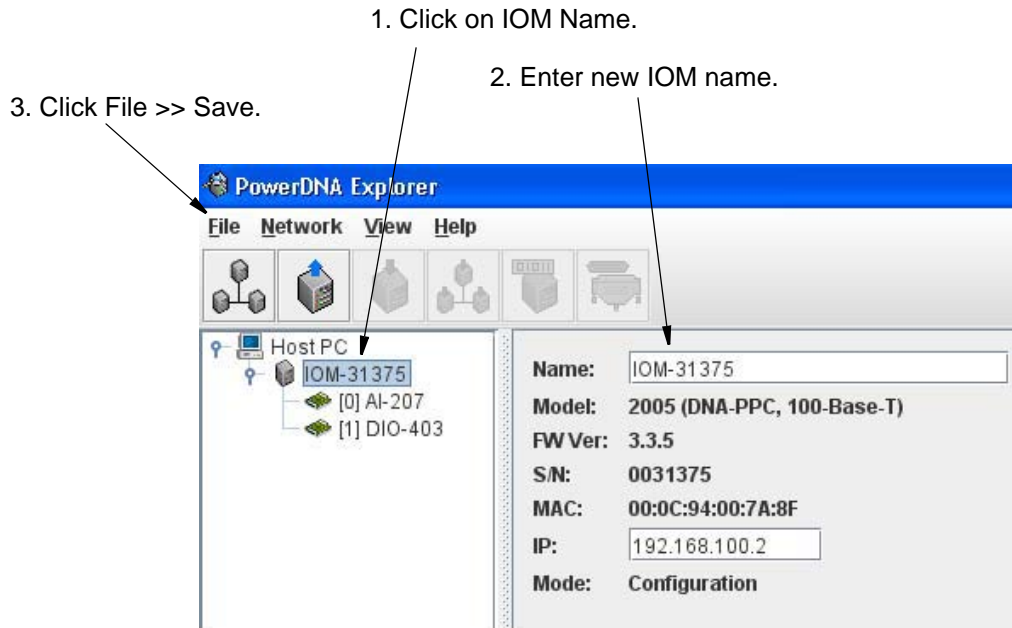 1. Click on IOM Name.
2. Enter new IOM name.
3. Click File >> Save.
PowerDNA Explorer
File Network View Help
Host PC
IOM-31375
[0] AI-207
[1] DIO-403
Name: IOM-31375
Model: 2005 (DNA-PPC, 100-Base-T)
FW Ver: 3.3.5
S/N: 0031375
MAC: 00:0C:94:00:7A:8F
IP: 192.168.100.2
Mode: Configuration